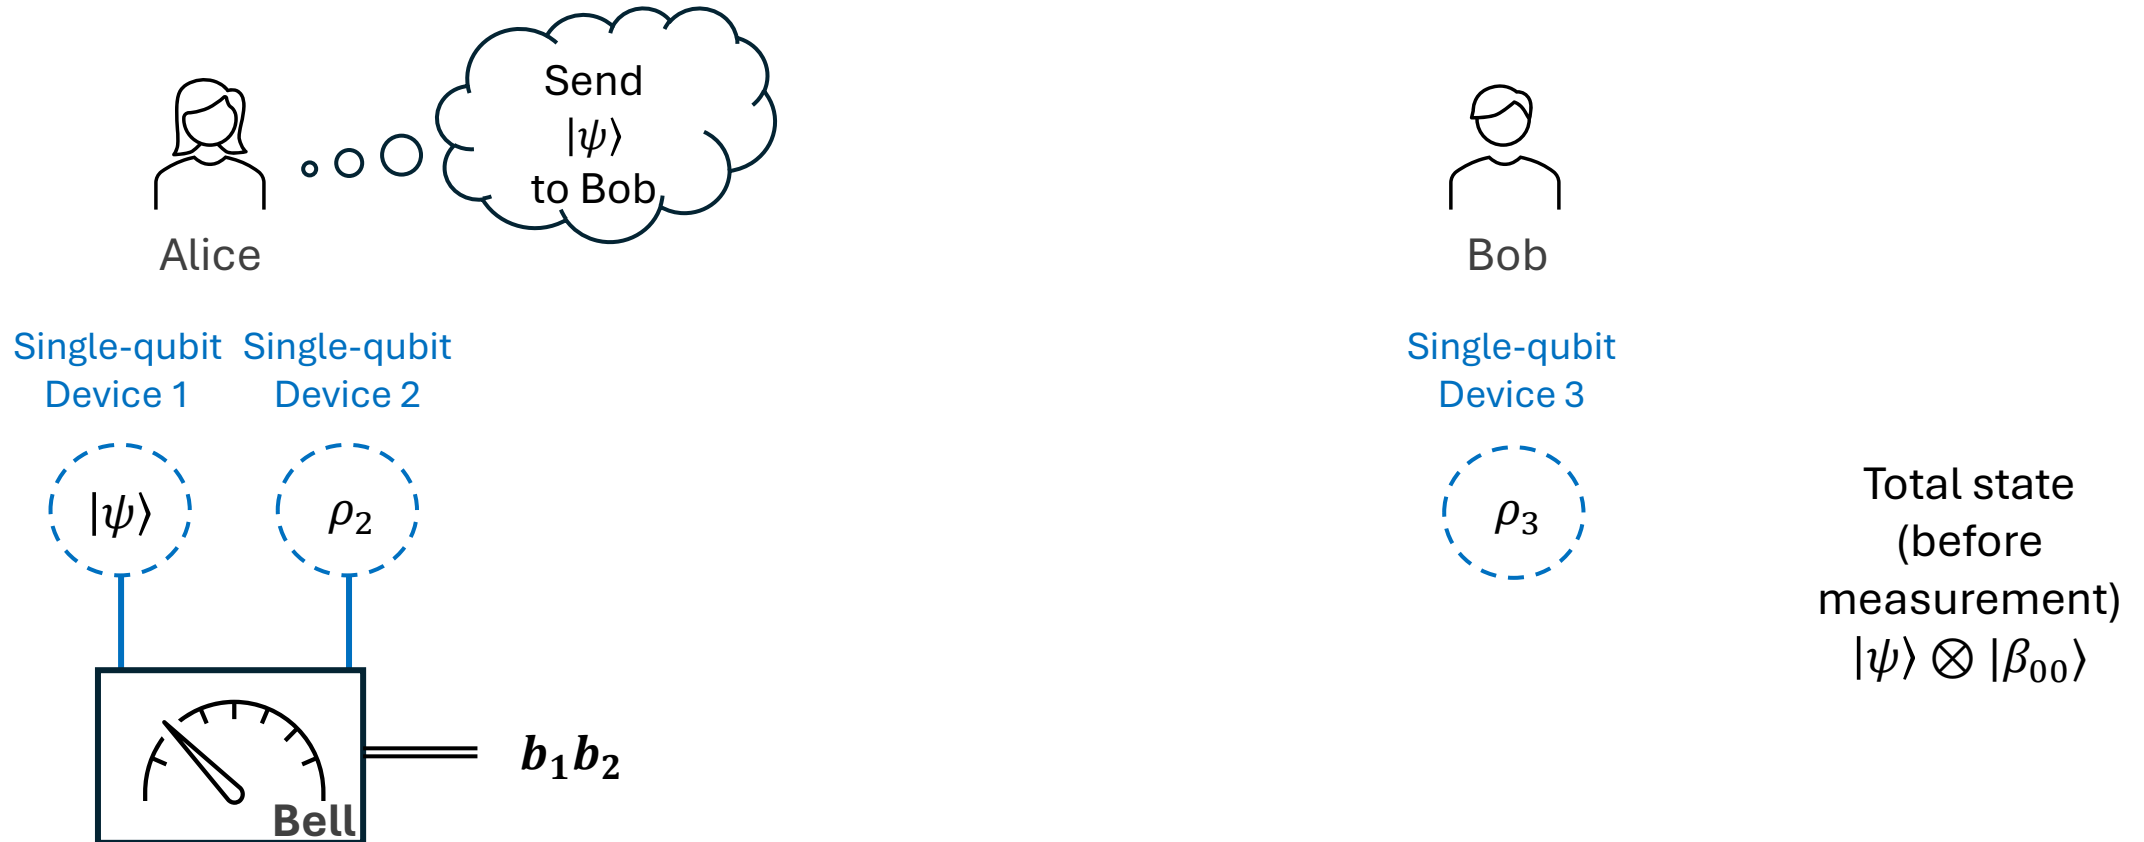 Send
|ψ⟩
to Bob
Alice
Bob
Single-qubit
Device 1
Single-qubit
Device 2
Single-qubit
Device 3
|ψ⟩
ρ₂
ρ₃
Total state
(before
measurement)
|ψ⟩ ⊗ |β₀₀⟩
b₁b₂
Bell